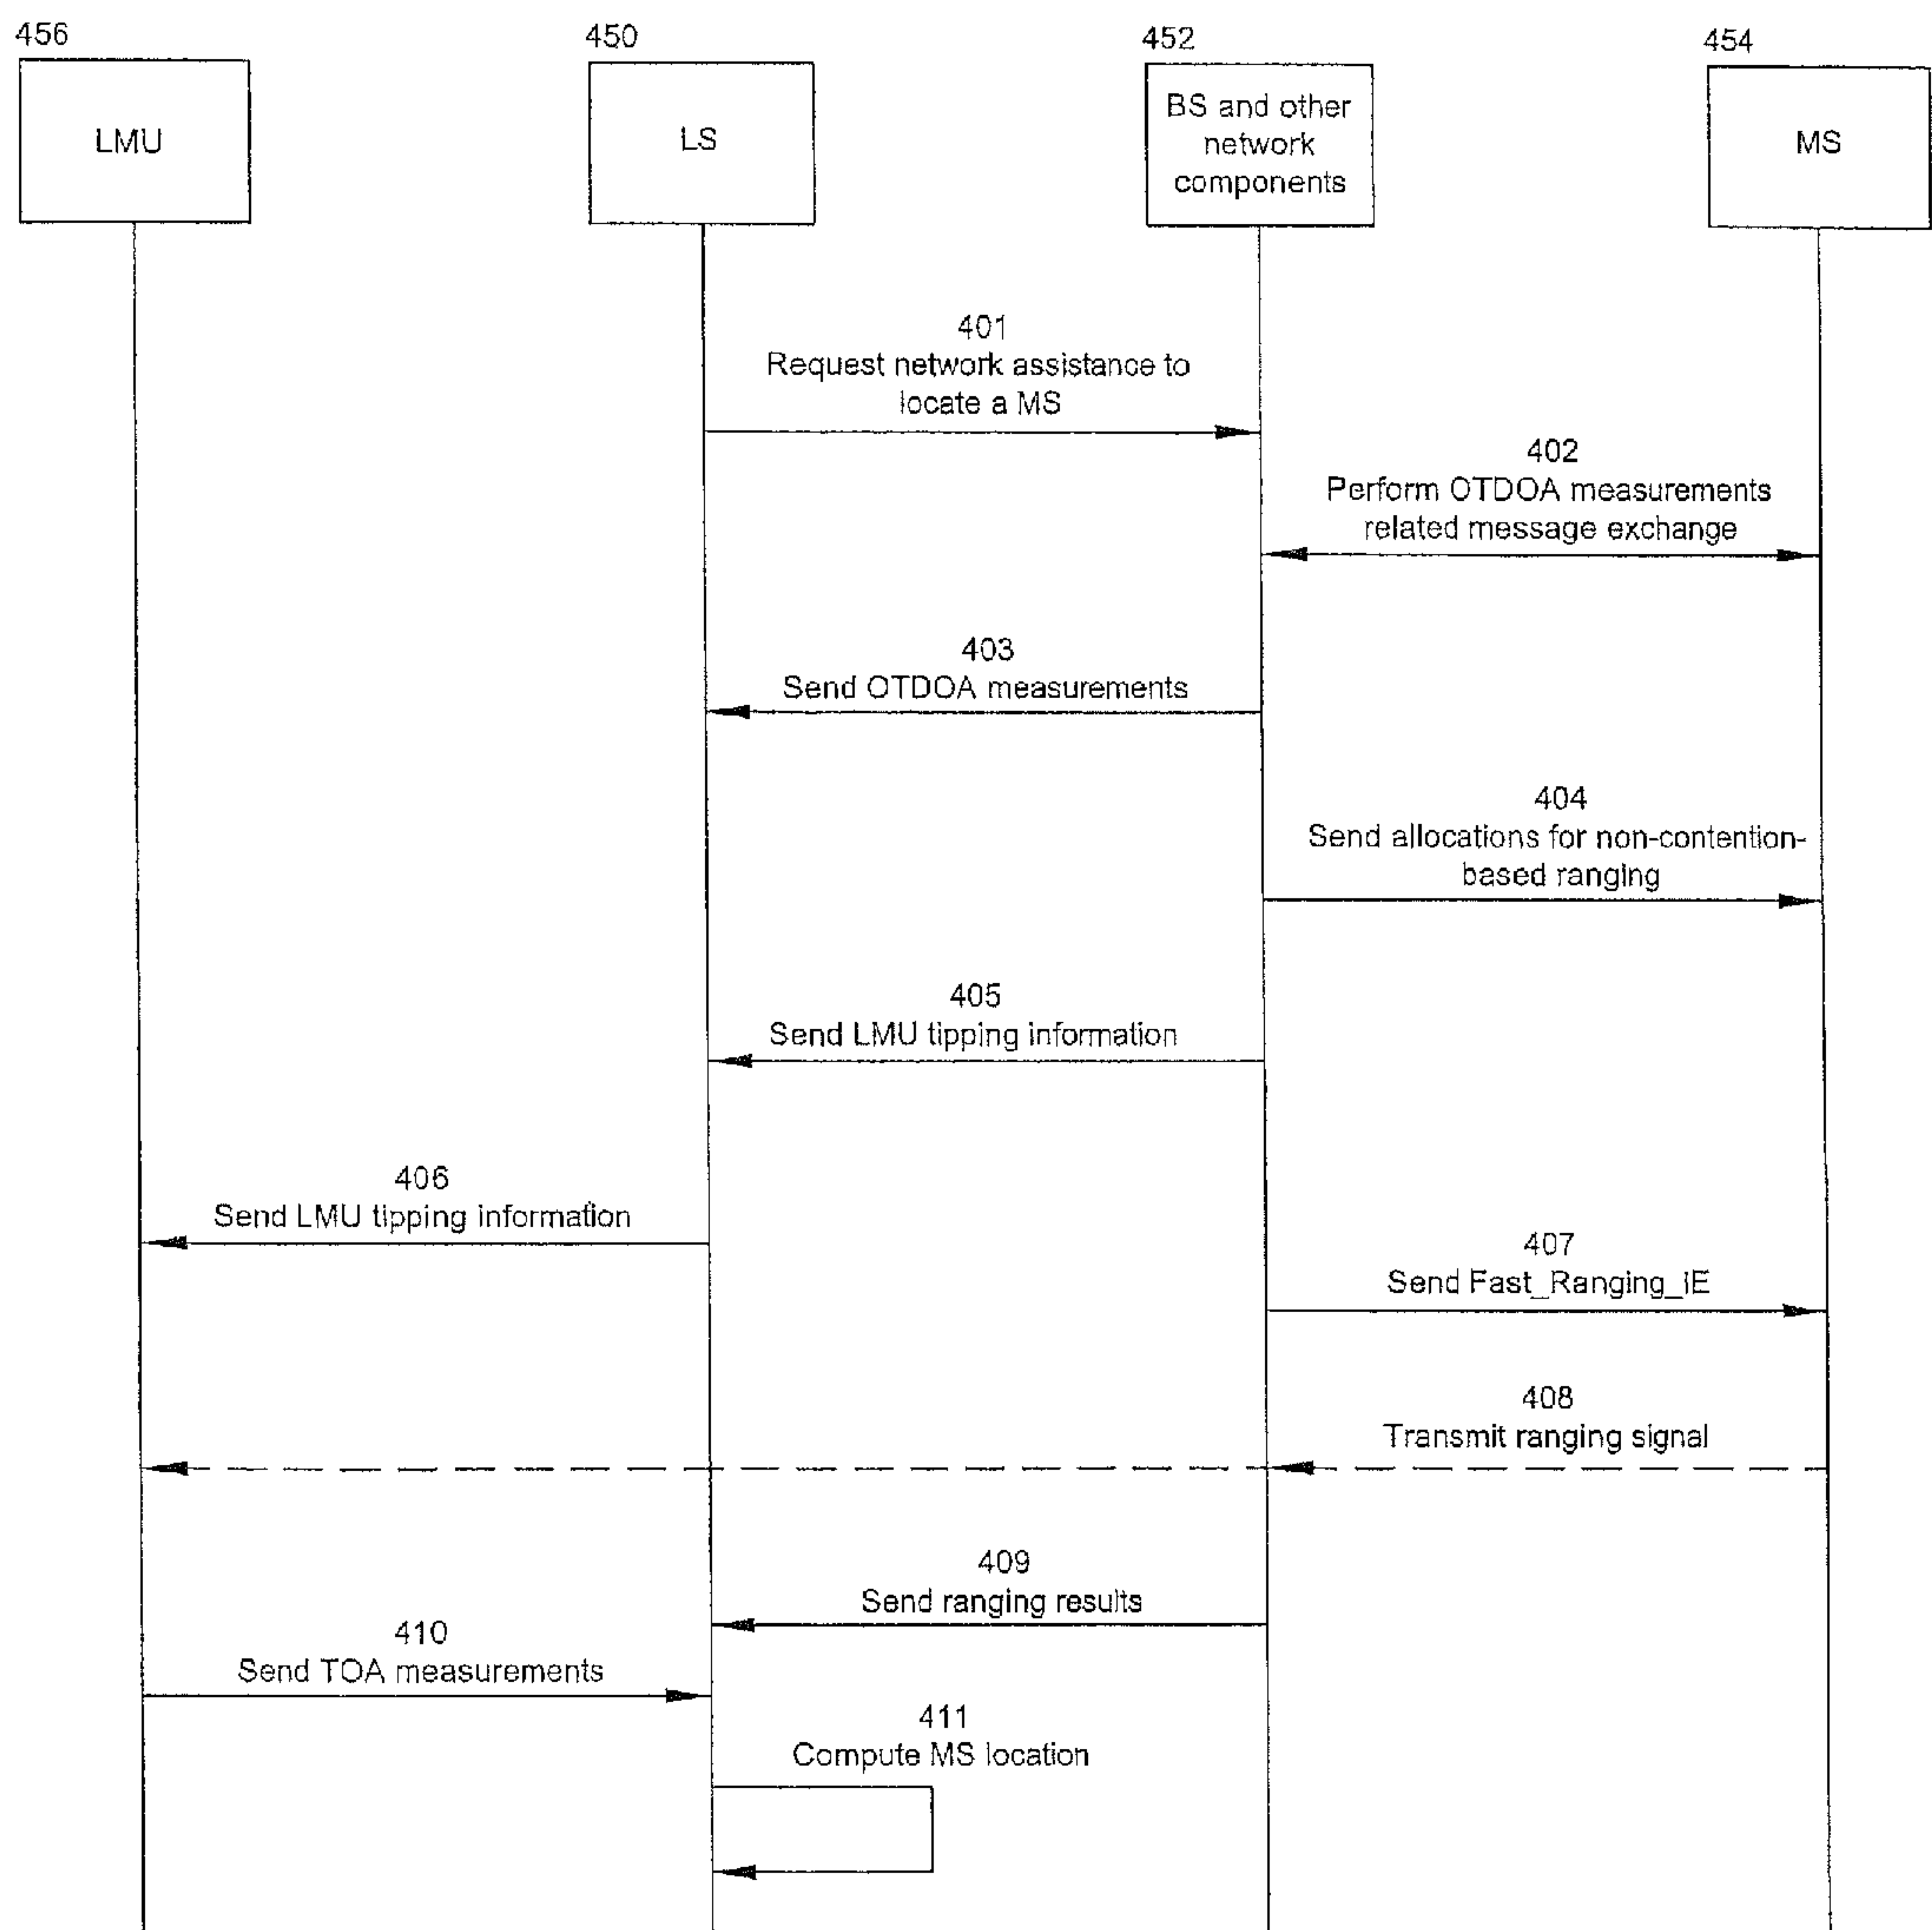 456
450
452
454
LMU
LS
BS and other
network
components
MS
401
Request network assistance to
locate a MS
402
Perform OTDOA measurements
related message exchange
403
Send OTDOA measurements
404
Send allocations for non-contention-
based ranging
405
Send LMU tipping information
406
Send LMU tipping information
407
Send Fast_Ranging_IE
408
Transmit ranging signal
409
Send ranging results
410
Send TOA measurements
411
Compute MS location